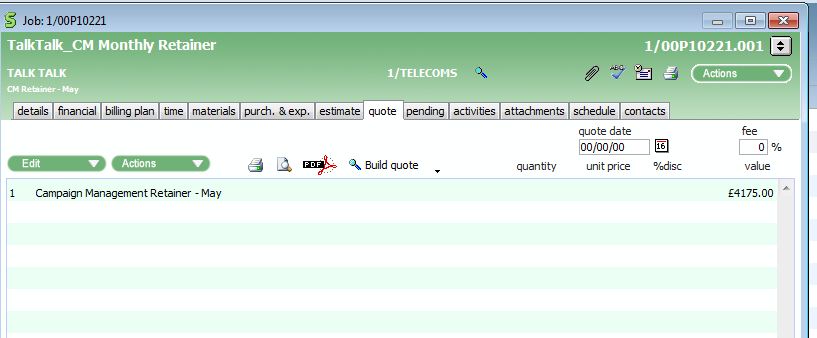 Job: 1/00P10221
TalkTalk_CM Monthly Retainer 1/00P10221.001
TALK TALK 1/TELECOMS ABC Actions
CM Retainer - May
details financial billing plan time materials purch. & exp. estimate quote pending activities attachments schedule contacts
quote date fee
00/00/00 16 0 %
Edit Actions PDF Build quote quantity unit price %disc value
1 Campaign Management Retainer - May £4175.00